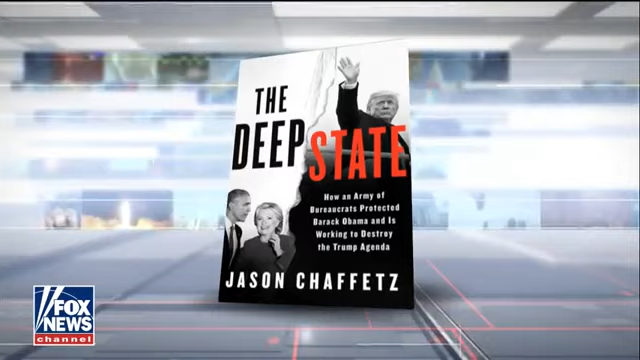 THE
DEEP
STATE
How an Army of
Bureaucrats Protected
Barack Obama and Is
Working to Destroy
the Trump Agenda
JASON CHAFFETZ
FOX
NEWS
channel